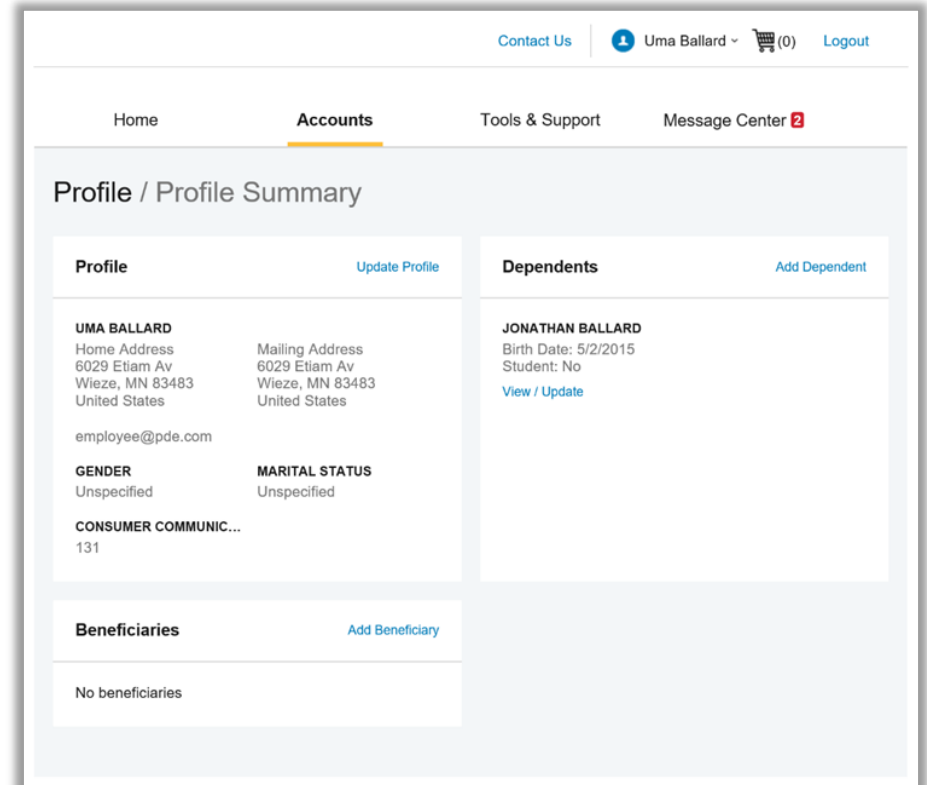 Contact Us Uma Ballard (0) Logout
Home Accounts Tools & Support Message Center 2
Profile / Profile Summary
Profile Update Profile
UMA BALLARD
Home Address Mailing Address
6029 Etiam Av 6029 Etiam Av
Wieze, MN 83483 Wieze, MN 83483
United States United States
employee@pde.com
GENDER MARITAL STATUS
Unspecified Unspecified
CONSUMER COMMUNIC...
131
Dependents Add Dependent
JONATHAN BALLARD
Birth Date: 5/2/2015
Student: No
View / Update
Beneficiaries Add Beneficiary
No beneficiaries